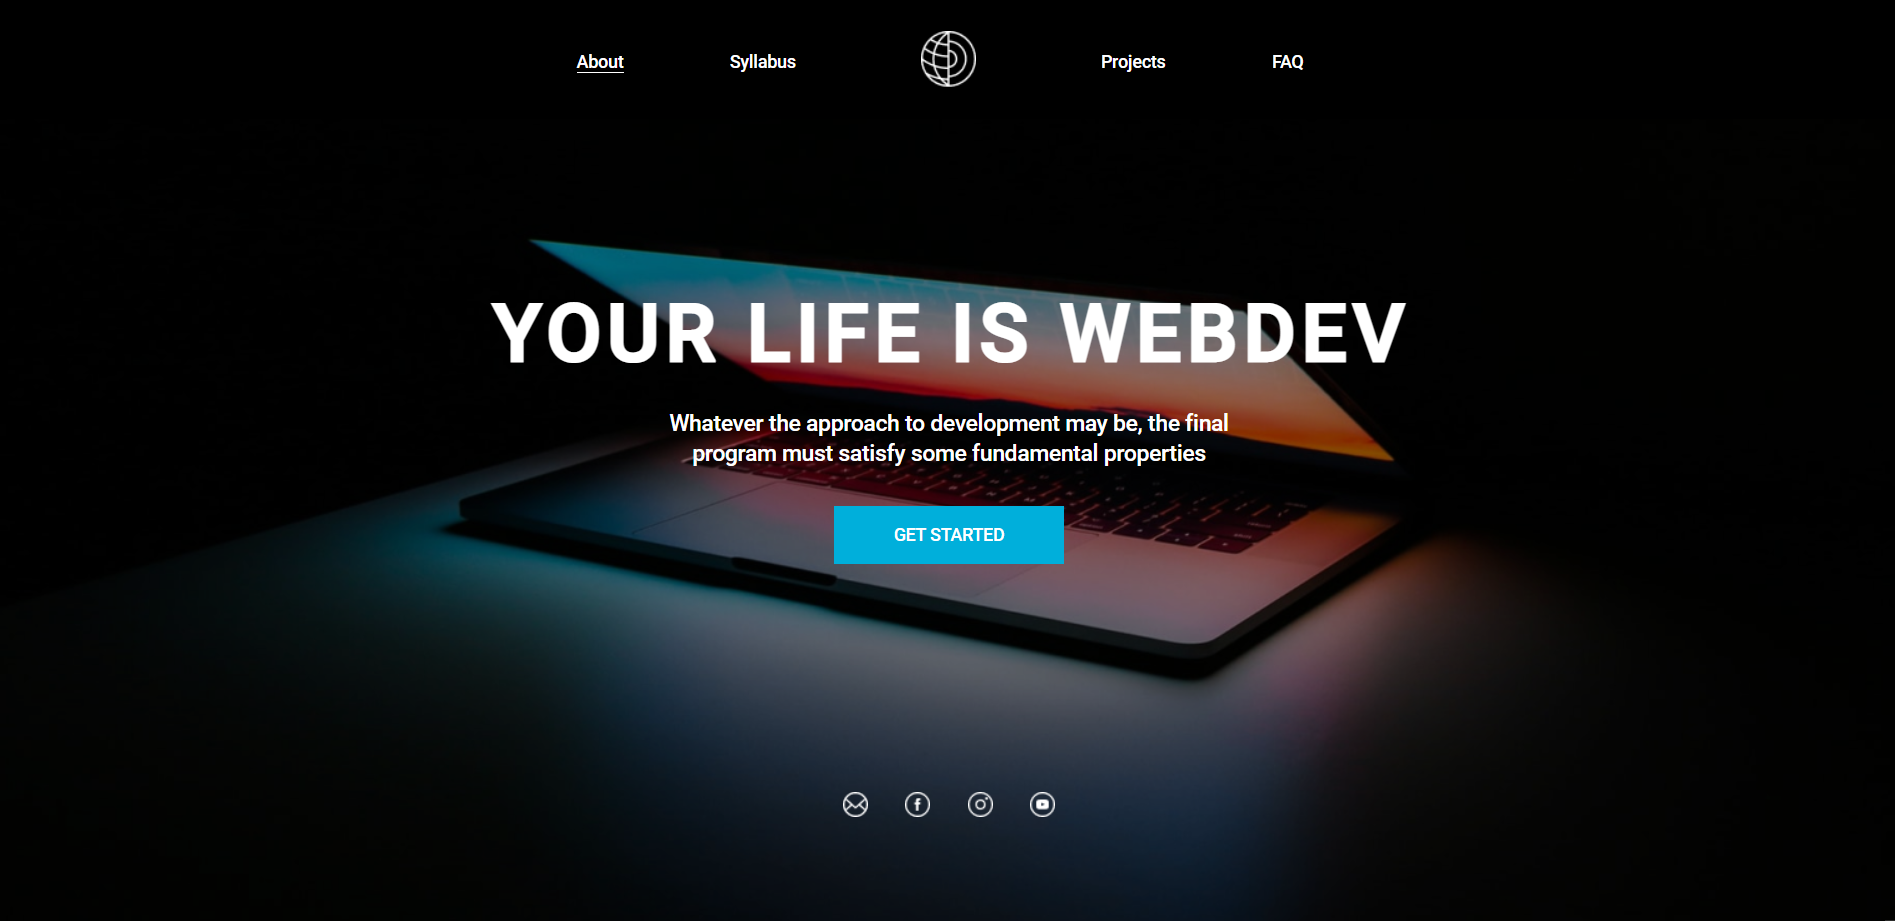 About
Syllabus
Projects
FAQ
YOUR LIFE IS WEBDEV
Whatever the approach to development may be, the final
program must satisfy some fundamental properties
GET STARTED